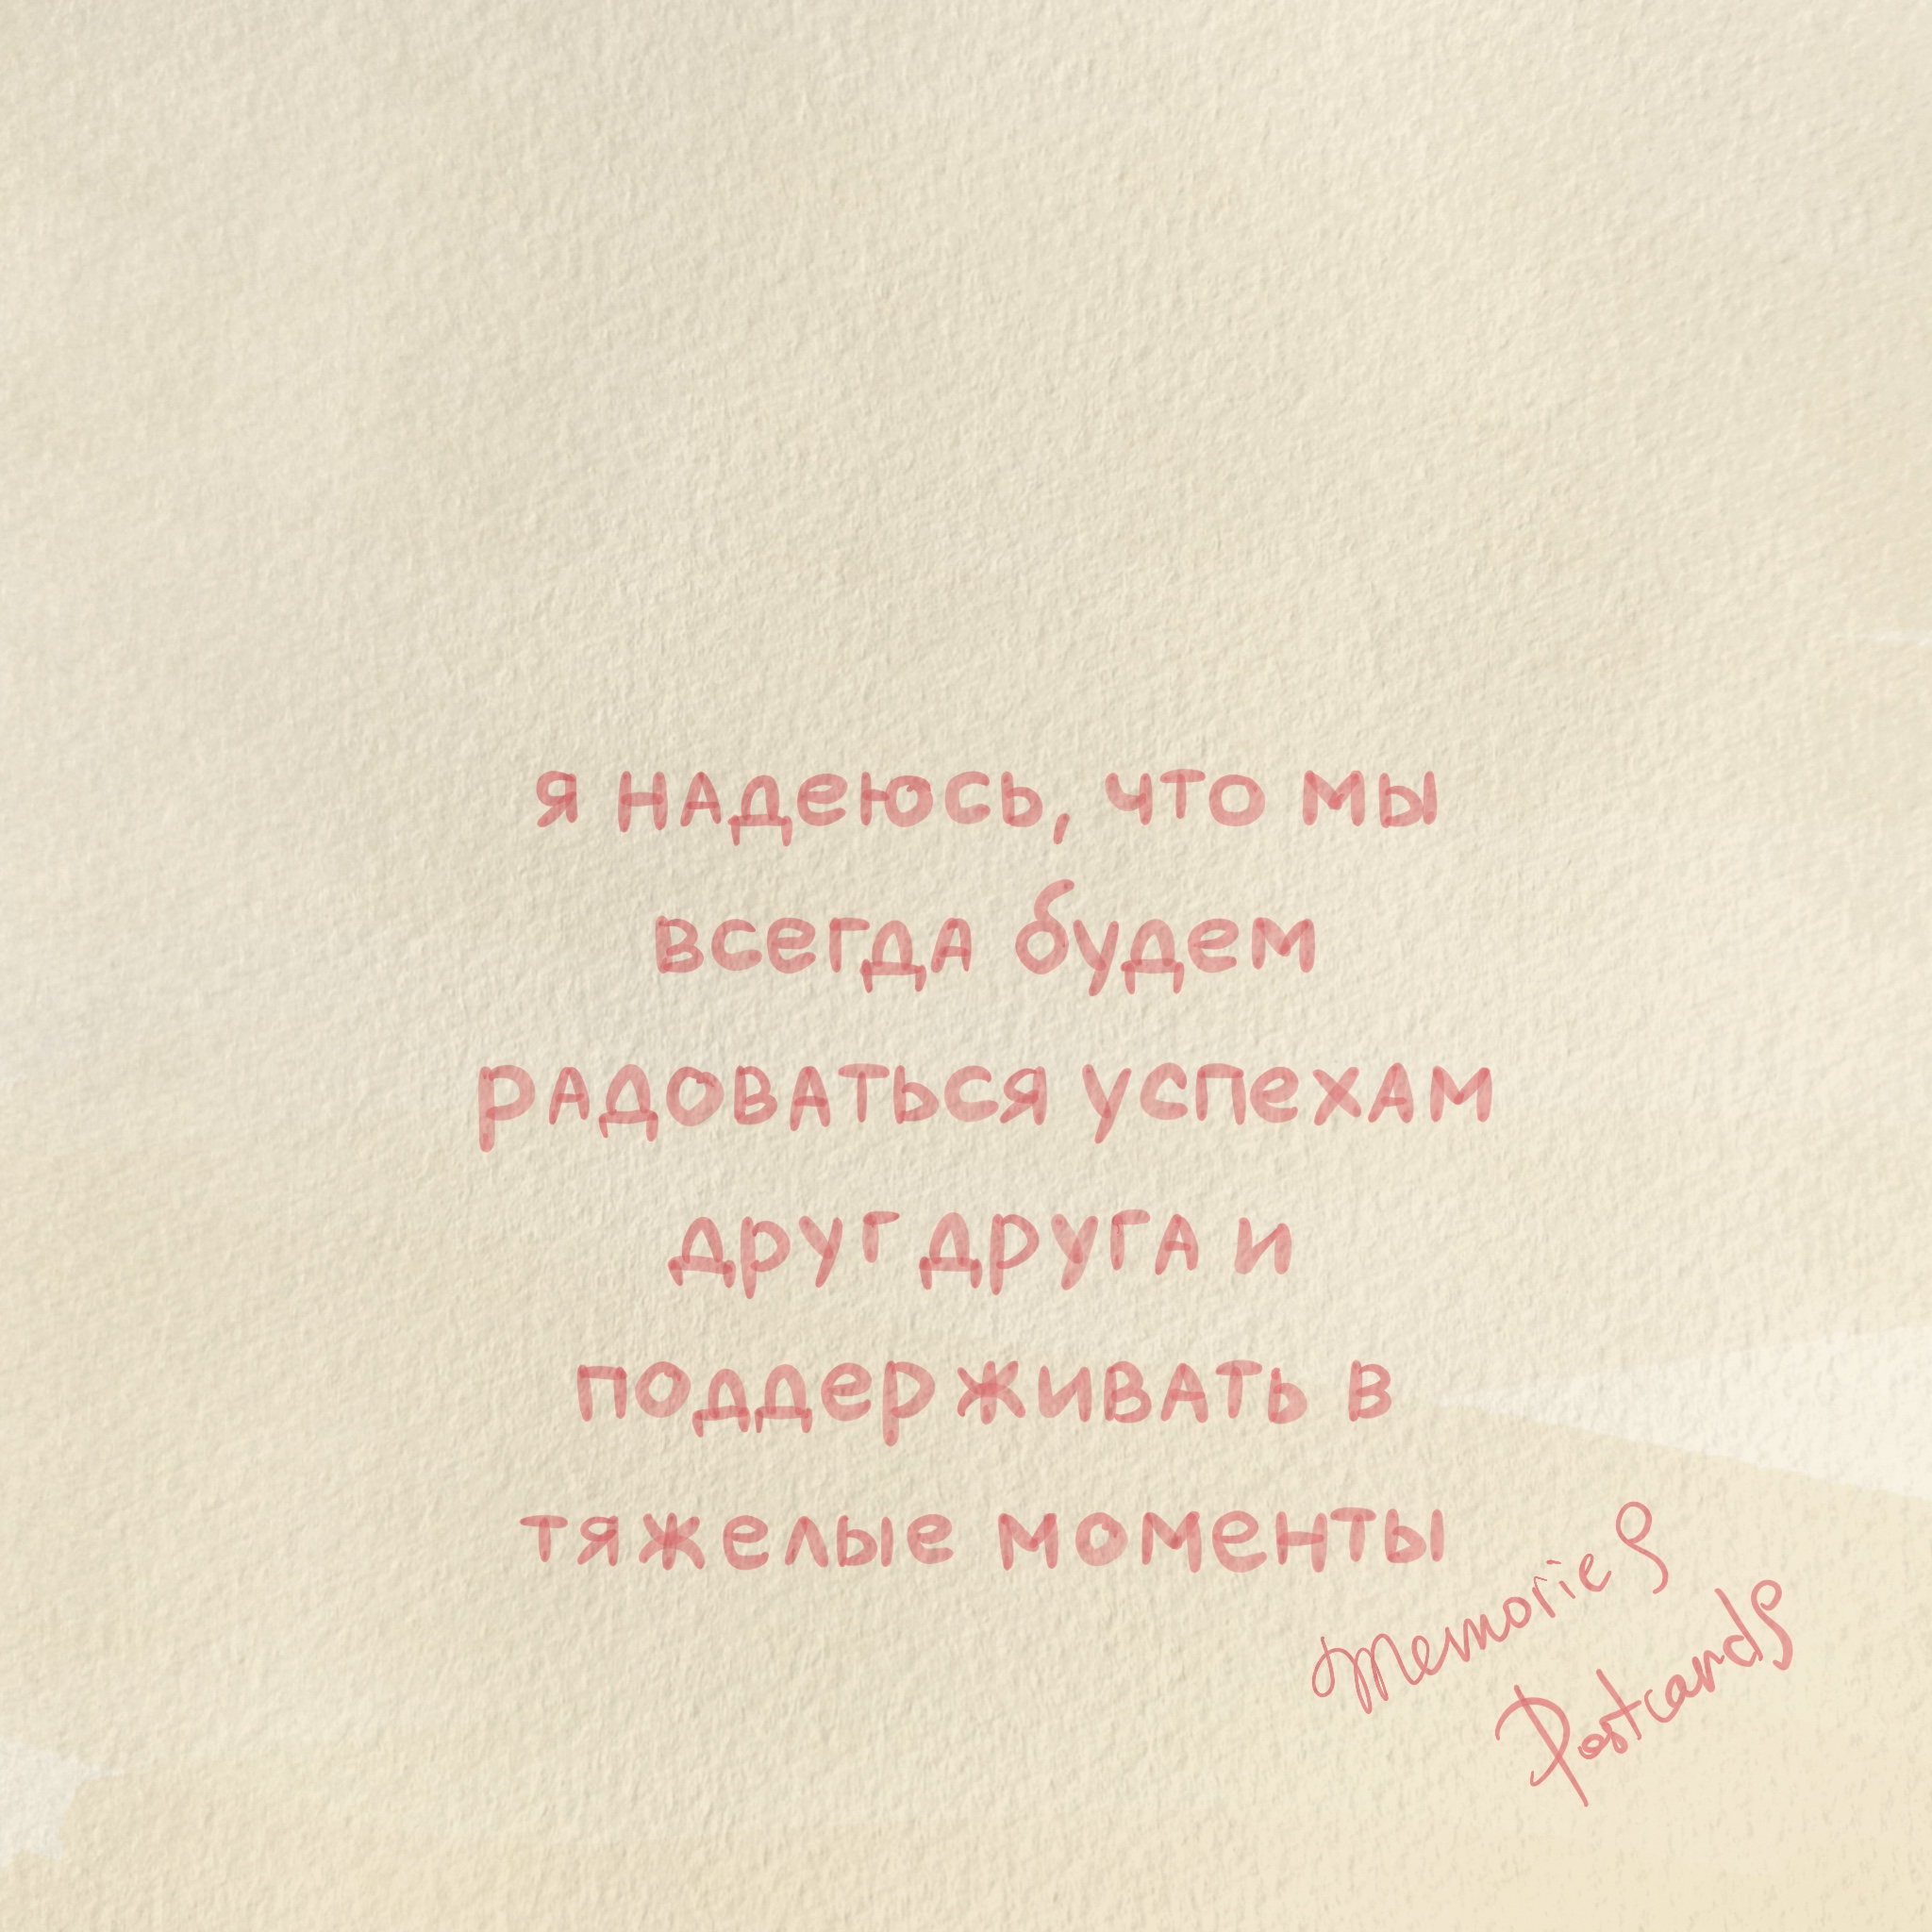 я надеюсь, что мы
всегда будем
радоваться успехам
друг друга и
поддерживать в
тяжелые моменты
Memories
Postcards